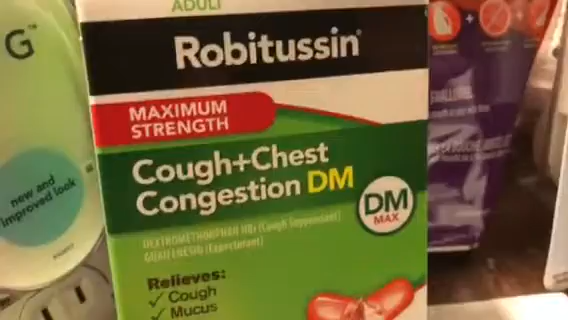 ADULT
Robitussin
MAXIMUM
STRENGTH
Cough+Chest
Congestion DM
DM
MAX
DEXTROMETHORPHAN HBr (Cough Suppressant)
GUAIFENESIN (Expectorant)
Relieves:
✓ Cough
✓ Mucus
G™
new and
improved look